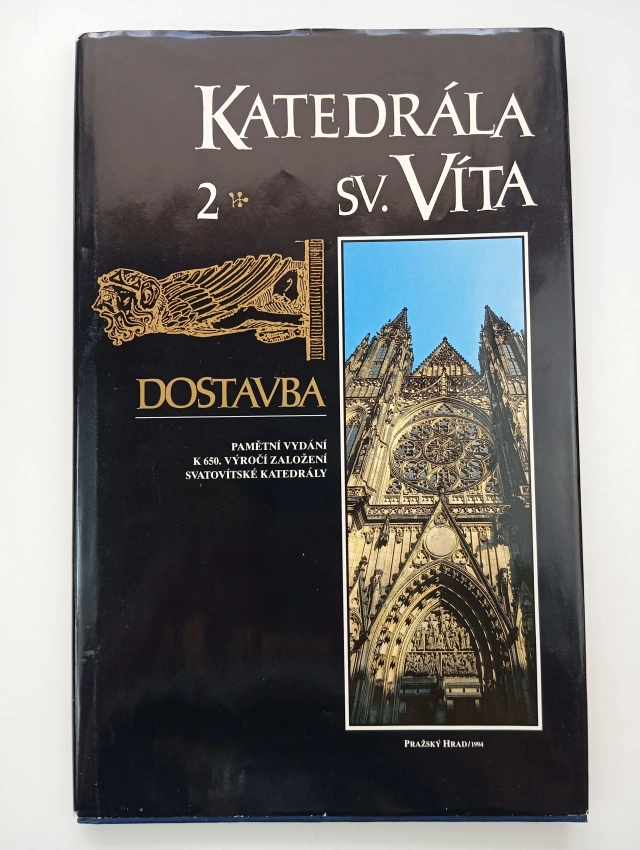 KATEDRÁLA
2 SV. VÍTA
DOSTAVBA
PAMĚTNÍ VYDÁNÍ
K 650. VÝROČÍ ZALOŽENÍ
SVATOVÍTSKÉ KATEDRÁLY
PRAŽSKÝ HRAD/1994